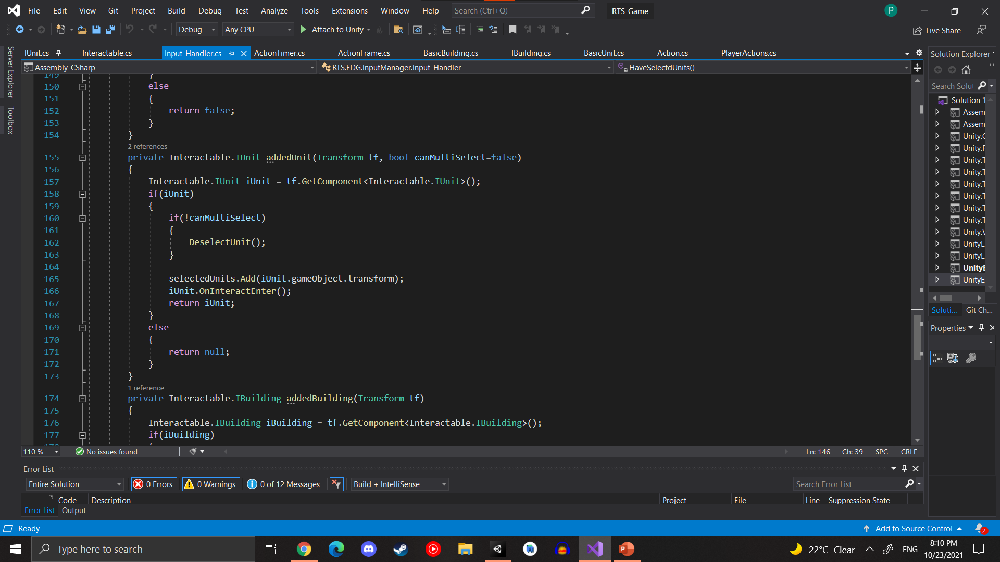 File Edit View Git Project Build Debug Test Analyze Tools Extensions Window Help Search (Ctrl+Q) RTS_Game P
Debug Any CPU Attach to Unity Live Share
IUnit.cs Interactable.cs Input_Handler.cs ActionTimer.cs ActionFrame.cs BasicBuilding.cs IBuilding.cs BasicUnit.cs Action.cs PlayerActions.cs
Assembly-CSharp RTS.FDG.InputManager.Input_Handler HaveSelectdUnits()
Server Explorer
Toolbox
149 }
150 else
151 {
152 return false;
153 }
154 }
2 references
155 private Interactable.IUnit addedUnit(Transform tf, bool canMultiSelect=false)
156 {
157 Interactable.IUnit iUnit = tf.GetComponent<Interactable.IUnit>();
158 if(iUnit)
159 {
160 if(!canMultiSelect)
161 {
162 DeselectUnit();
163 }
164
165 selectedUnits.Add(iUnit.gameObject.transform);
166 iUnit.OnInteractEnter();
167 return iUnit;
168 }
169 else
170 {
171 return null;
172 }
173 }
1 reference
174 private Interactable.IBuilding addedBuilding(Transform tf)
175 {
176 Interactable.IBuilding iBuilding = tf.GetComponent<Interactable.IBuilding>();
177 if(iBuilding)
110 % No issues found Ln: 146 Ch: 39 SPC CRLF
Solution Explorer
Search Solut
Solution '
Assem
Assem
Unity.
Unity.
Unity.T
Unity.T
Unity.T
Unity.T
Unity.T
Unity.T
Unity.V
UnityE
UnityE
UnityE
UnityE
Soluti... Git Ch...
Properties
Error List
Entire Solution 0 Errors 0 Warnings 0 of 12 Messages Build + IntelliSense Search Error List
Code Description Project File Line Suppression State
Error List Output
Ready Add to Source Control 2
Type here to search 22°C Clear ENG 8:10 PM
10/23/2021